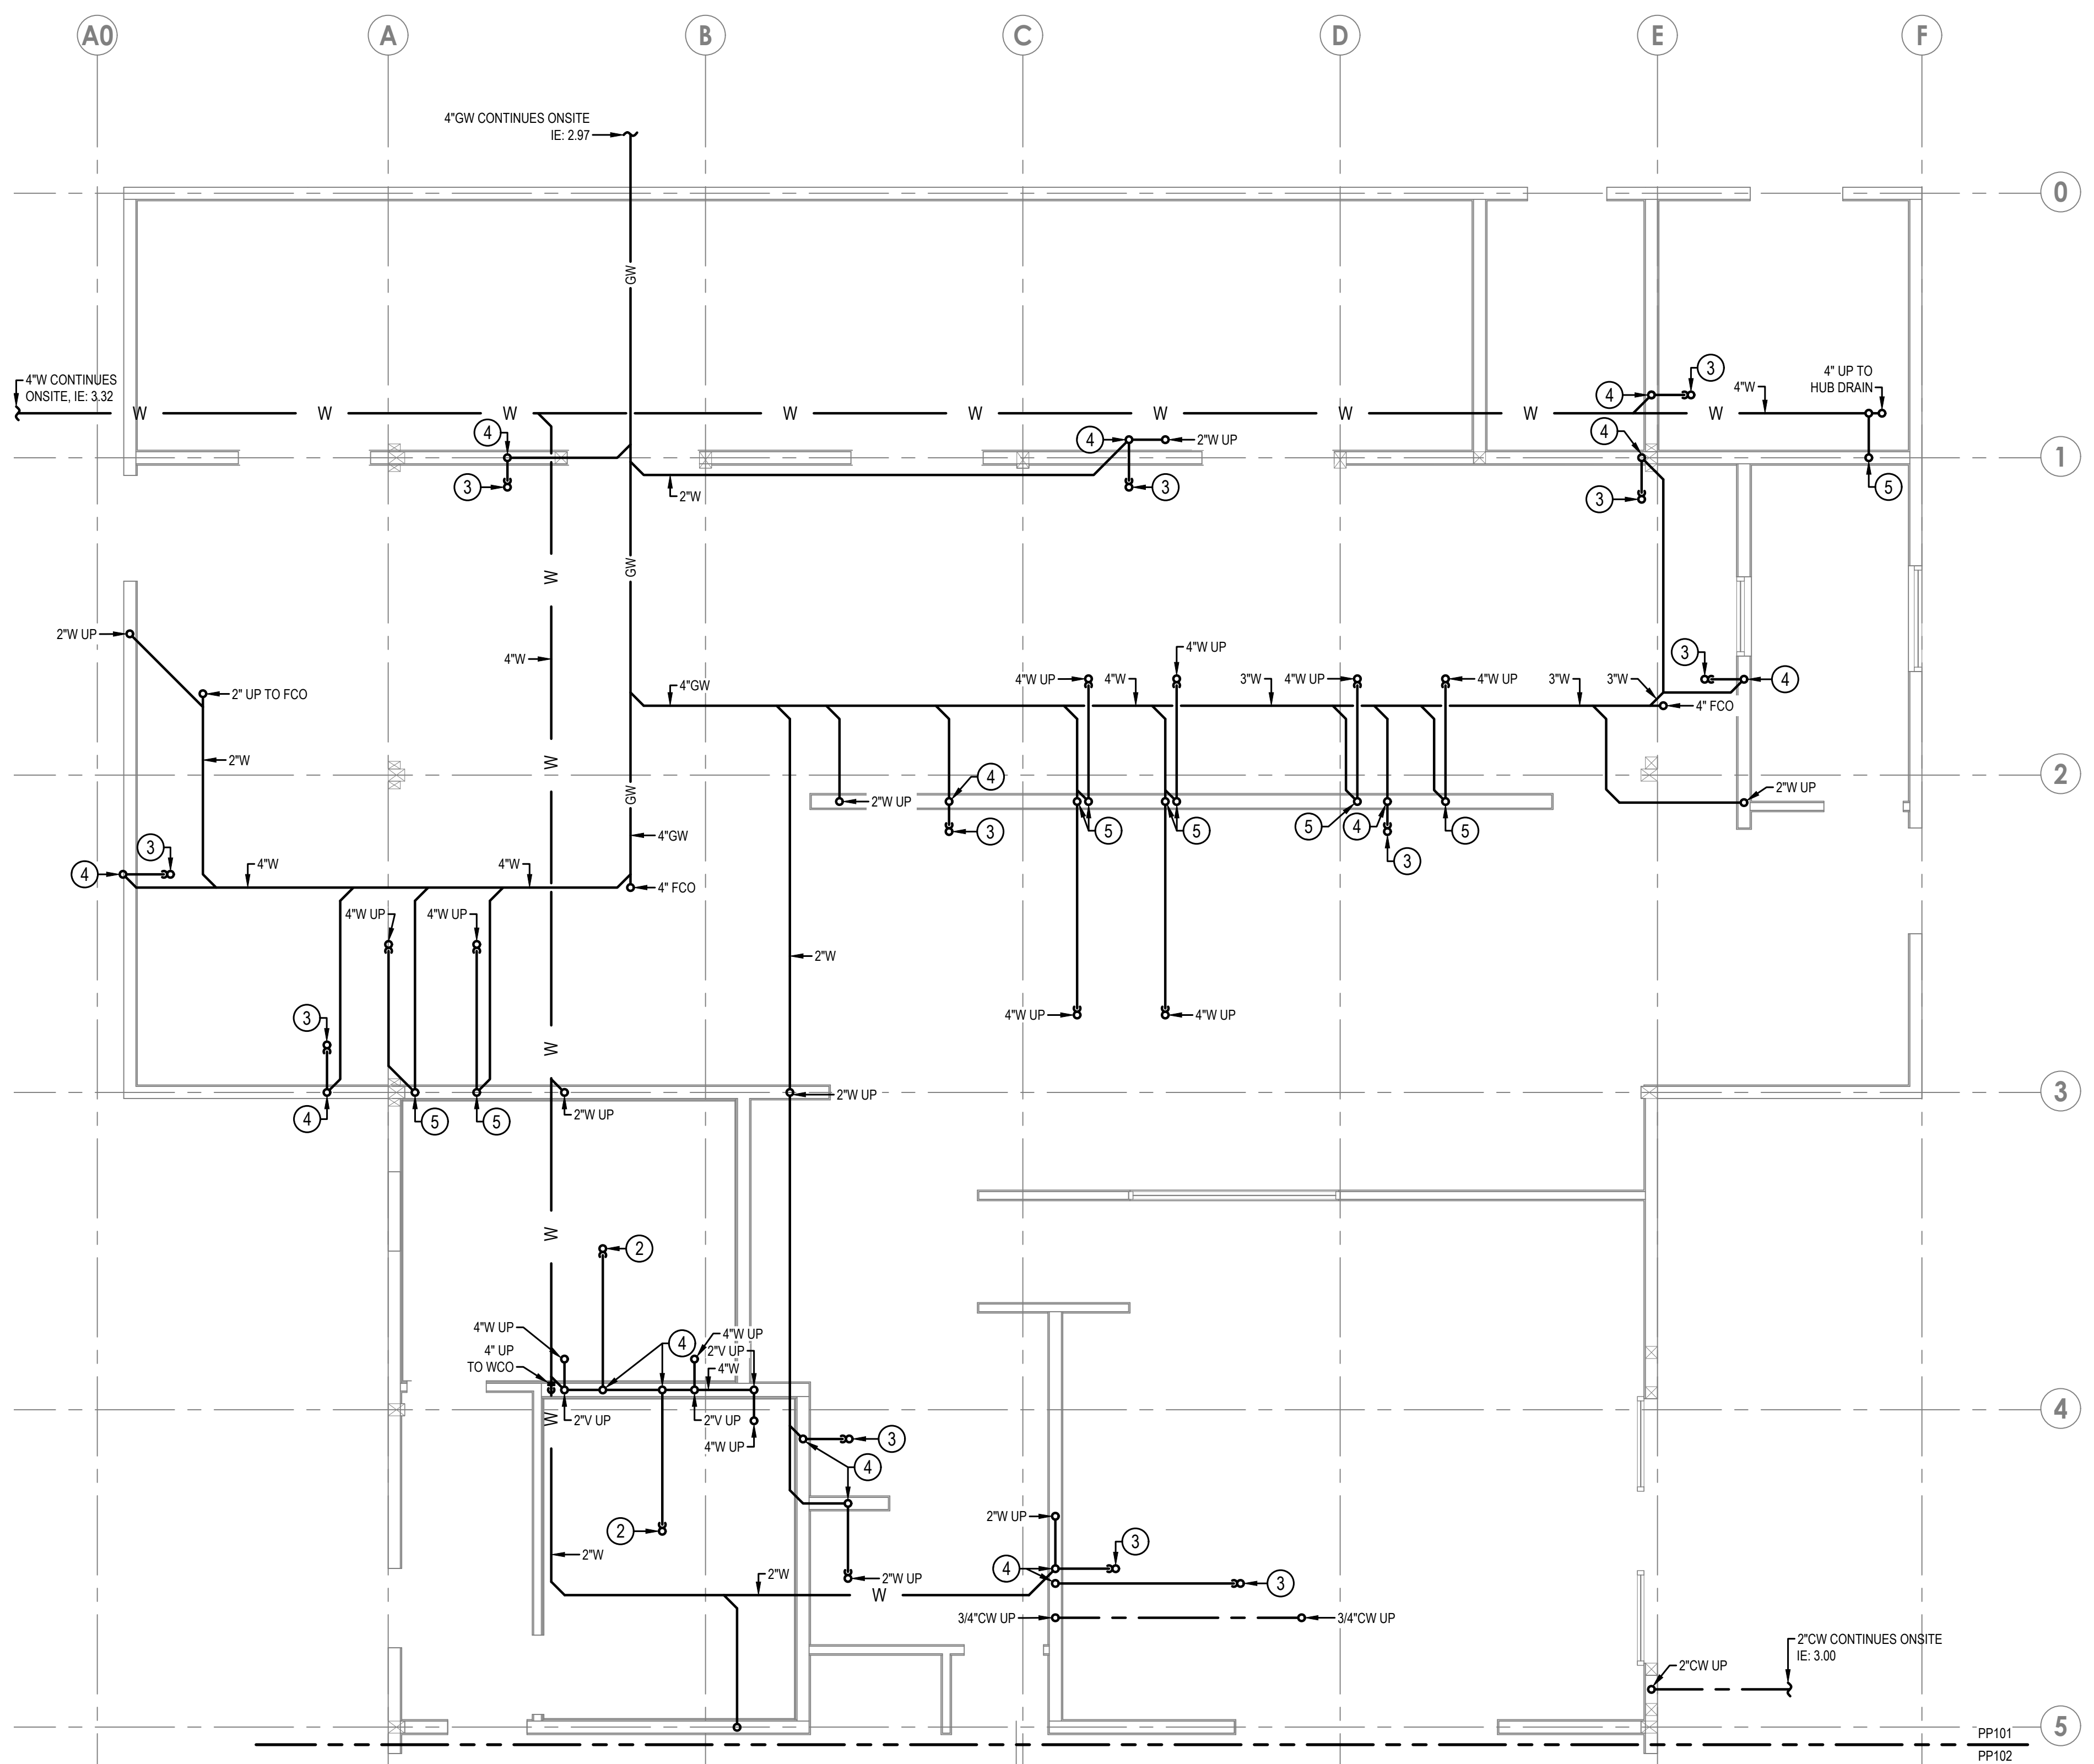 A0
A
B
C
D
E
F
4"GW CONTINUES ONSITE
IE: 2.97
0
GW
4"W CONTINUES
ONSITE, IE: 3.32
W
W
W
W
W
W
W
W
W
4"W
4" UP TO
HUB DRAIN
3
4
4
4
4
2"W UP
3
3
3
2"W
5
1
GW
W
4"W
2"W UP
2" UP TO FCO
2"W
4"GW
4"W UP
4"W
4"W UP
3"W
4"W UP
4"W UP
3"W
3"W
3
4
4" FCO
W
GW
2
4"GW
2"W UP
4
3
5
5
5
4
3
5
2"W UP
4
3
4"W
4"W
4" FCO
4"W UP
4"W UP
2"W
3
4"W UP
4"W UP
W
4
5
5
2"W UP
2"W UP
3
W
2
4"W UP
4" UP
TO WCO
4
4"W UP
2"V UP
4"W
2"V UP
2"V UP
4"W UP
W
4
3
4
2
2"W UP
2"W
2"W
W
2"W UP
4
3
3
3/4"CW UP
3/4"CW UP
2"CW CONTINUES ONSITE
IE: 3.00
2"CW UP
5
PP101
PP102